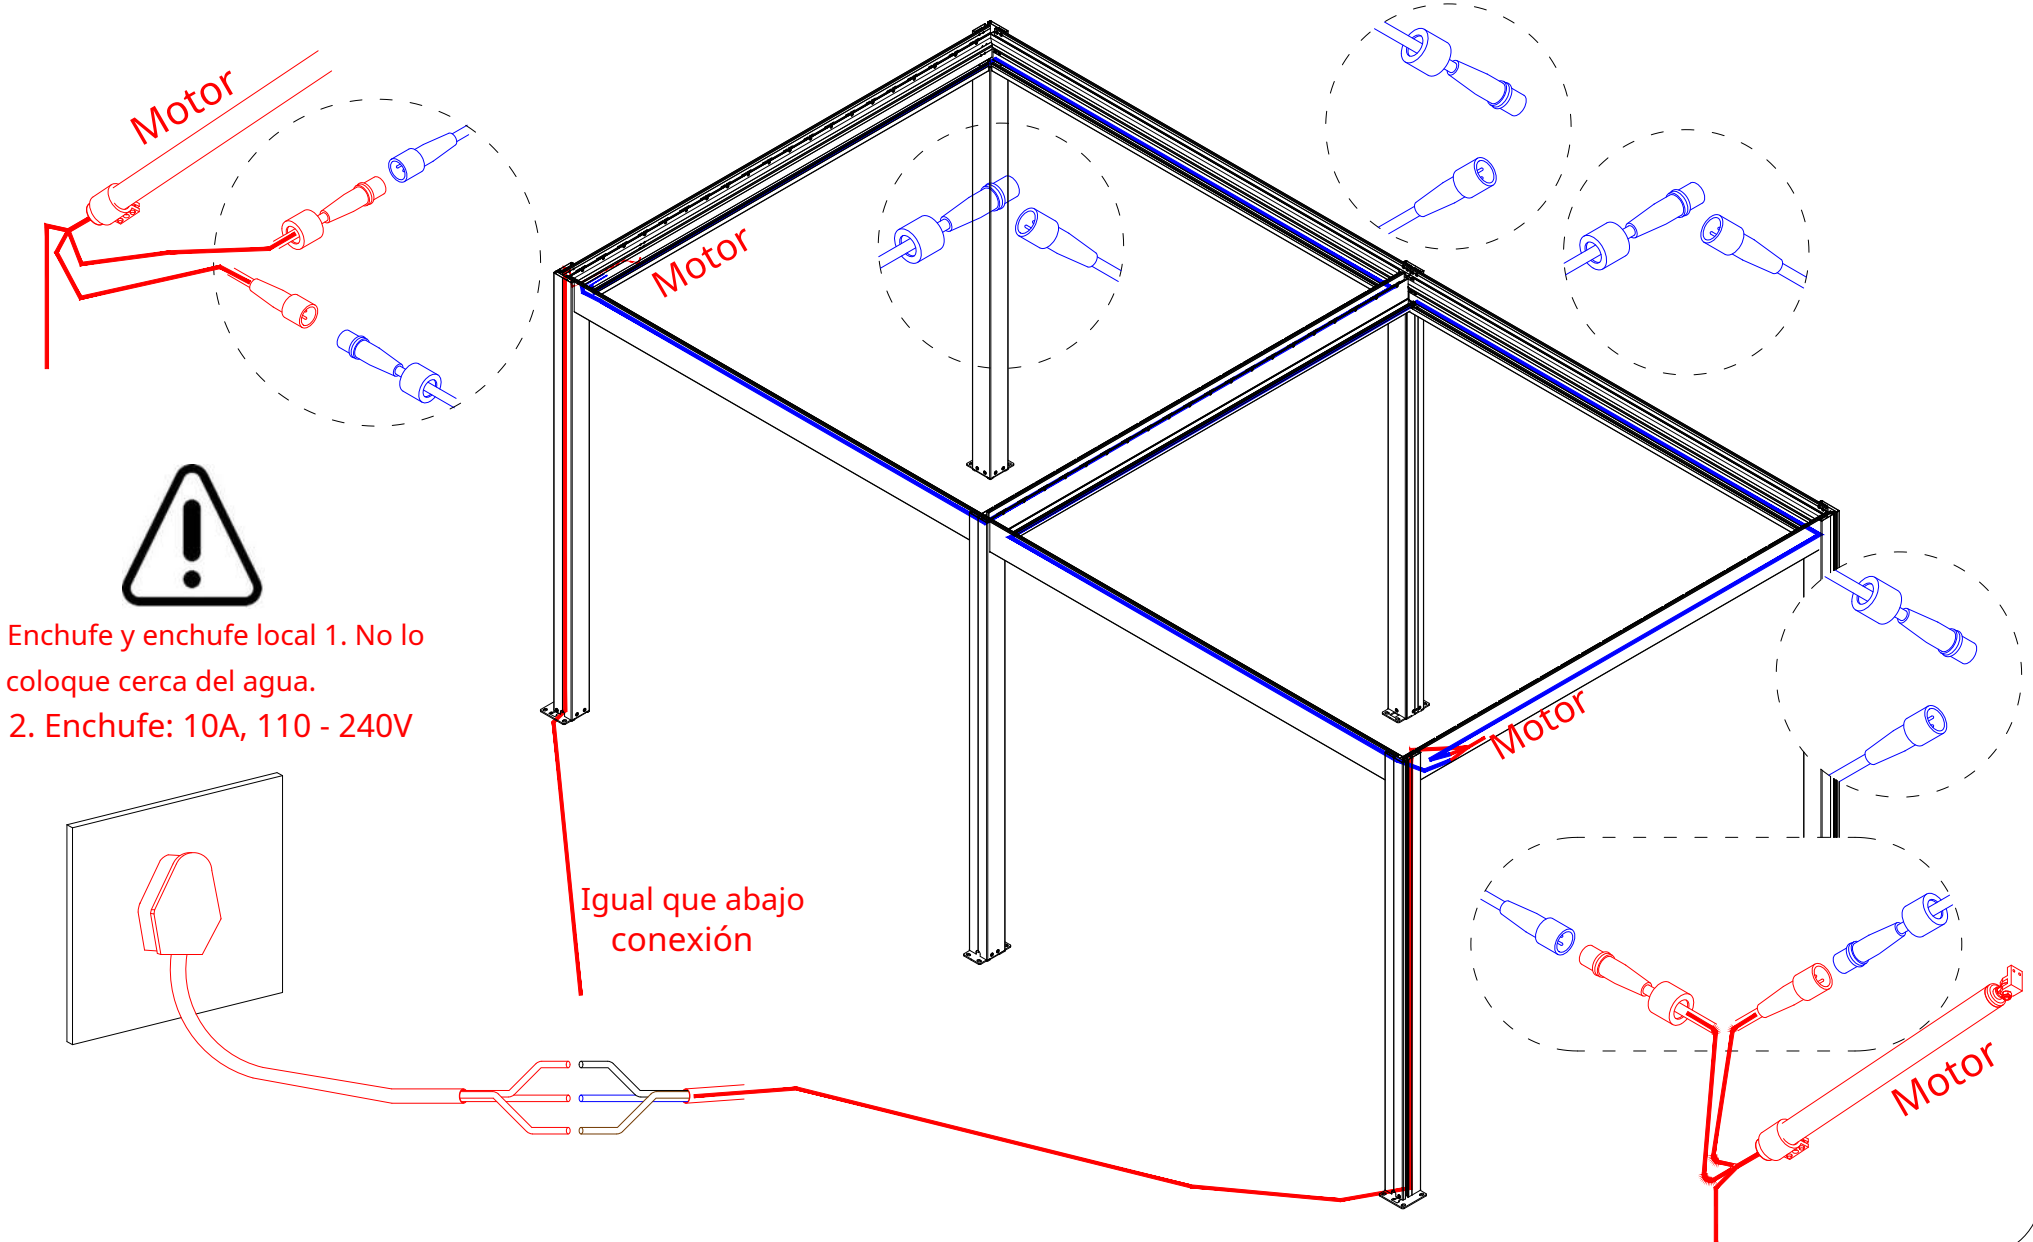 Motor
Motor
Enchufe y enchufe local 1. No lo
coloque cerca del agua.
2. Enchufe: 10A, 110 - 240V
Motor
Igual que abajo
conexión
Motor